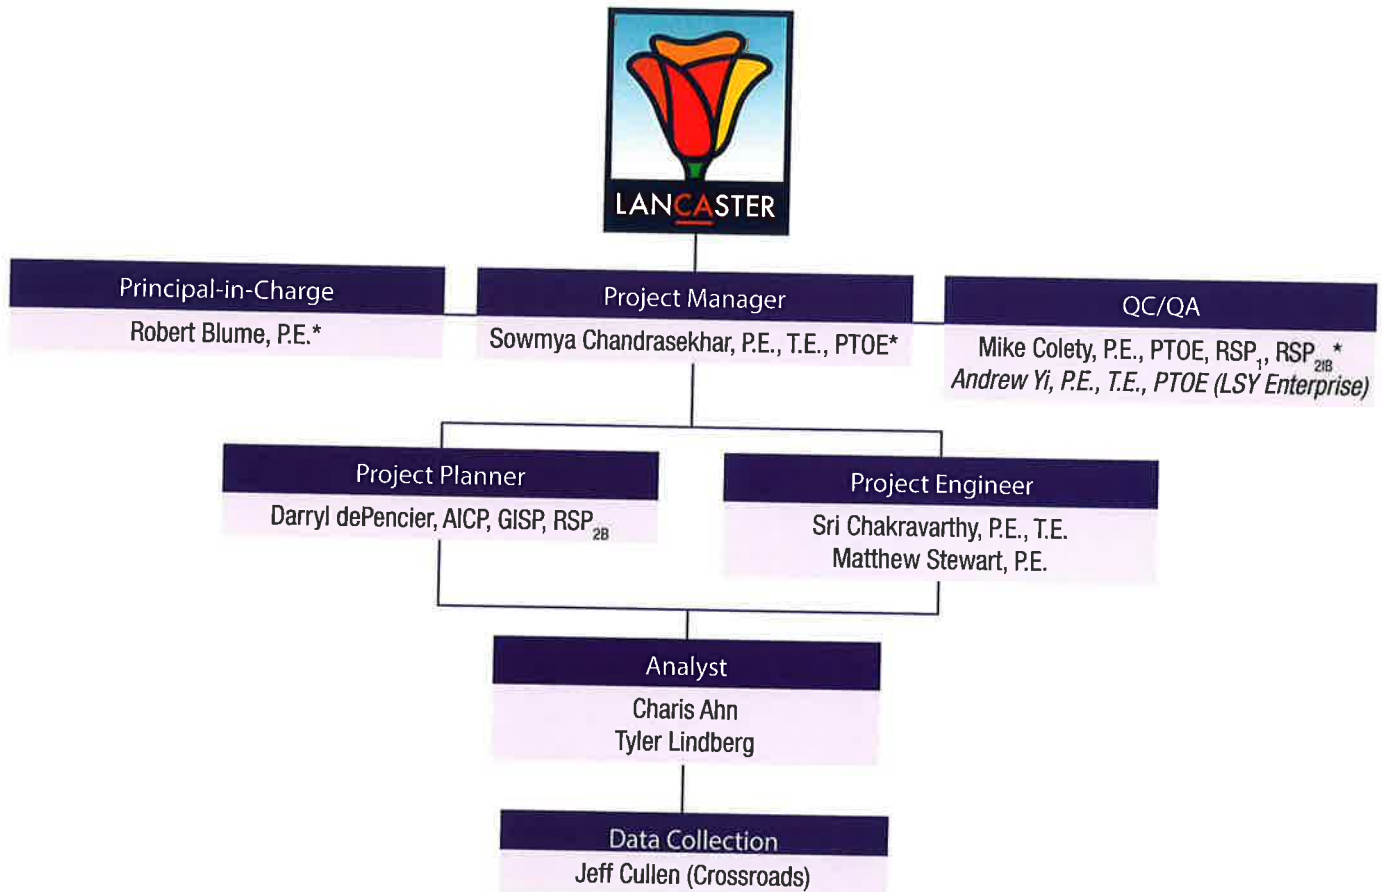 LANCASTER
Principal-in-Charge
Robert Blume, P.E.*
Project Manager
Sowmya Chandrasekhar, P.E., T.E., PTOE*
QC/QA
Mike Colety, P.E., PTOE, RSP₁, RSP₂IB*
Andrew Yi, P.E., T.E., PTOE (LSY Enterprise)
Project Planner
Darryl dePencier, AICP, GISP, RSP₂B
Project Engineer
Sri Chakravarthy, P.E., T.E.
Matthew Stewart, P.E.
Analyst
Charis Ahn
Tyler Lindberg
Data Collection
Jeff Cullen (Crossroads)